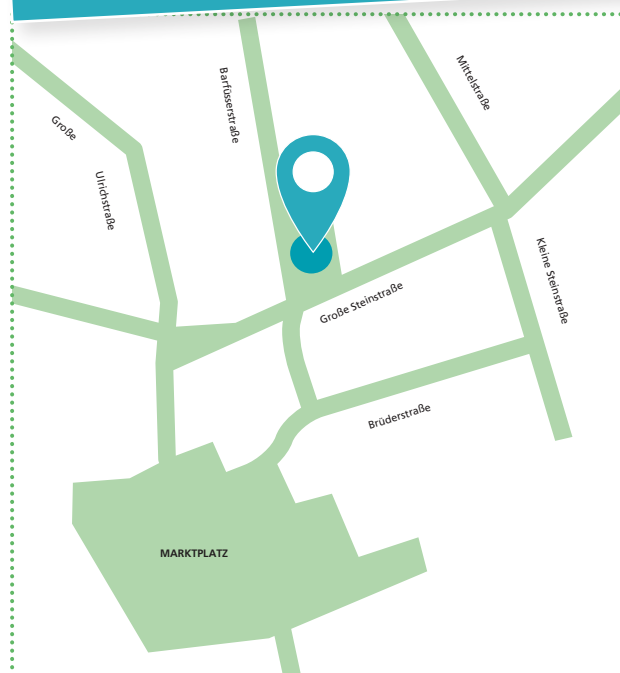 Große
Ulrichstraße
Barfüsserstraße
Mittelstraße
Kleine Steinstraße
Große Steinstraße
Brüderstraße
MARKTPLATZ